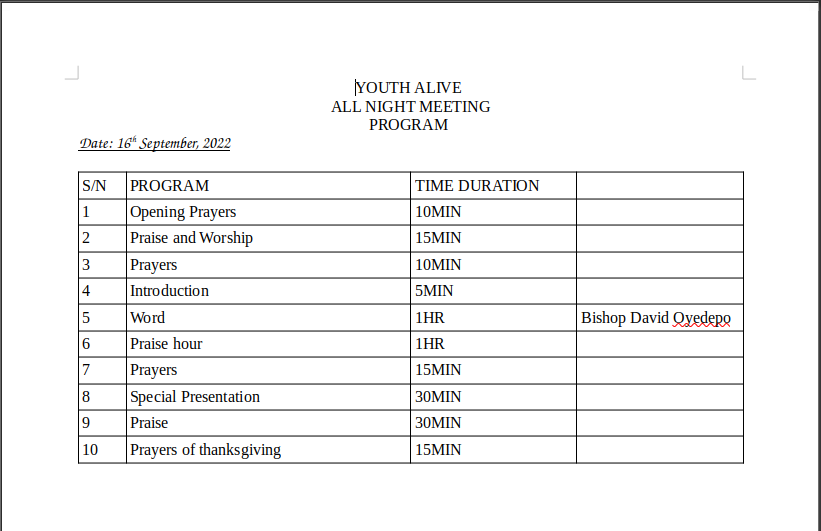 YOUTH ALIVE
ALL NIGHT MEETING
PROGRAM
Date: 16th September, 2022
S/N PROGRAM TIME DURATION
1 Opening Prayers 10MIN
2 Praise and Worship 15MIN
3 Prayers 10MIN
4 Introduction 5MIN
5 Word 1HR Bishop David Oyedepo
6 Praise hour 1HR
7 Prayers 15MIN
8 Special Presentation 30MIN
9 Praise 30MIN
10 Prayers of thanksgiving 15MIN